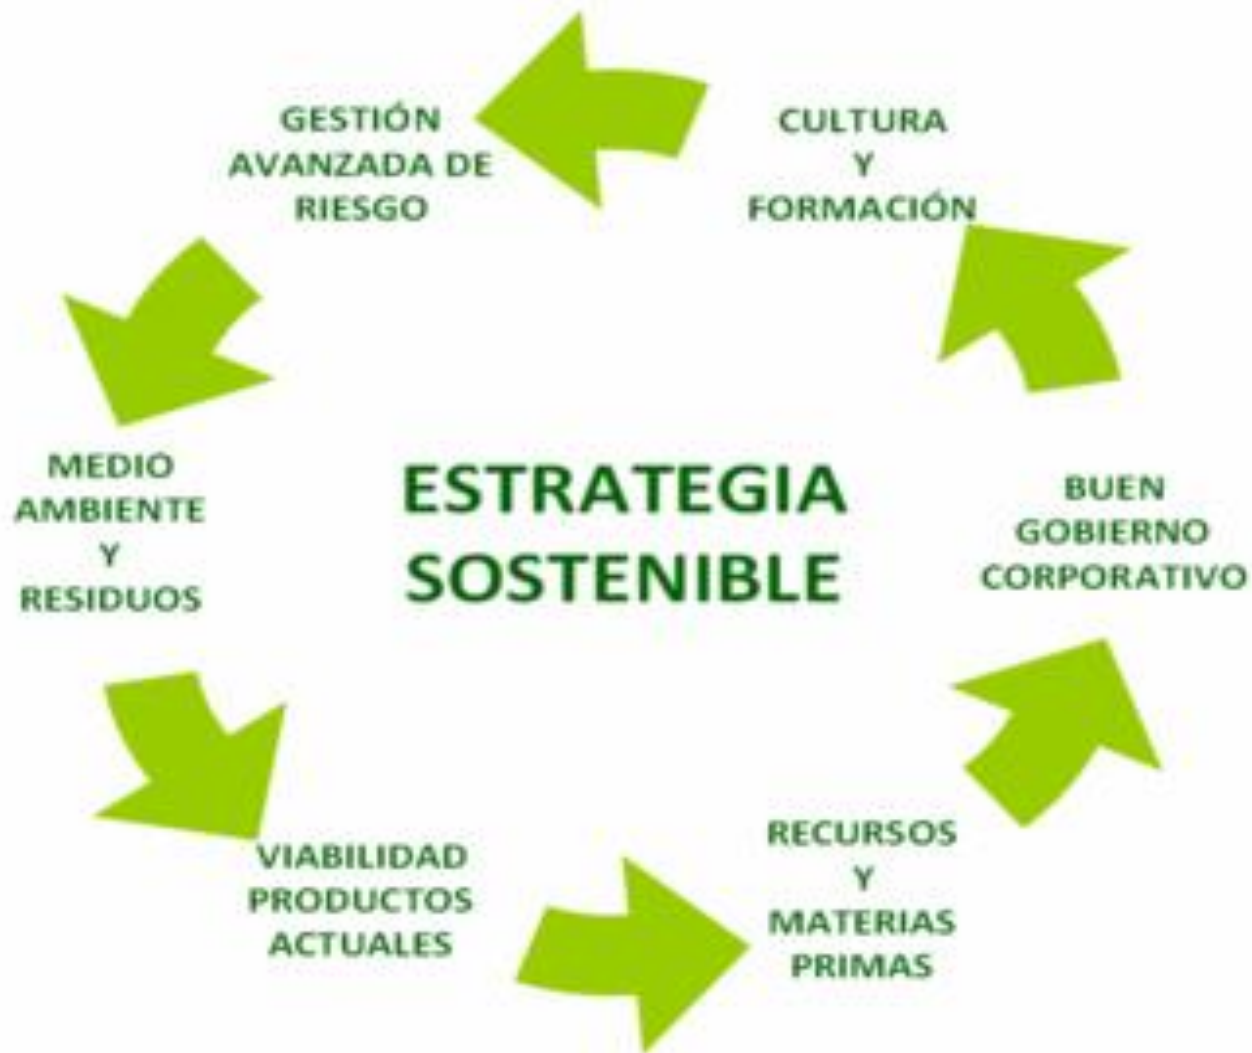 GESTIÓN
AVANZADA DE
RIESGO
CULTURA
Y
FORMACIÓN
MEDIO
AMBIENTE
Y
RESIDUOS
ESTRATEGIA
SOSTENIBLE
BUEN
GOBIERNO
CORPORATIVO
VIABILIDAD
PRODUCTOS
ACTUALES
RECURSOS
Y
MATERIAS
PRIMAS